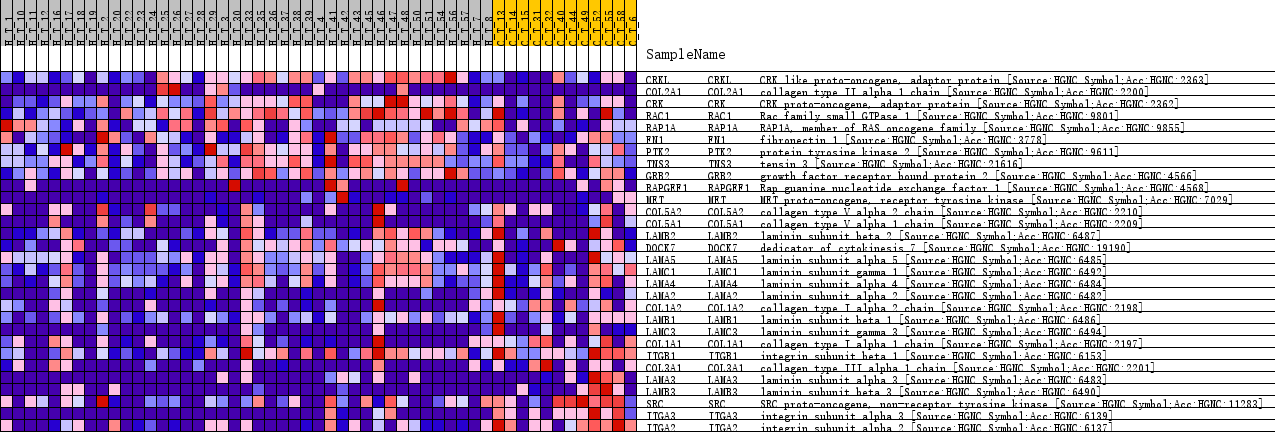 SampleName
CRKL CRKL CRK like proto-oncogene, adaptor protein [Source:HGNC Symbol;Acc:HGNC:2363]
COL2A1 COL2A1 collagen type II alpha 1 chain [Source:HGNC Symbol;Acc:HGNC:2200]
CRK CRK CRK proto-oncogene, adaptor protein [Source:HGNC Symbol;Acc:HGNC:2362]
RAC1 RAC1 Rac family small GTPase 1 [Source:HGNC Symbol;Acc:HGNC:9801]
RAP1A RAP1A RAP1A, member of RAS oncogene family [Source:HGNC Symbol;Acc:HGNC:9855]
FN1 FN1 fibronectin 1 [Source:HGNC Symbol;Acc:HGNC:3778]
PTK2 PTK2 protein tyrosine kinase 2 [Source:HGNC Symbol;Acc:HGNC:9611]
TNS3 TNS3 tensin 3 [Source:HGNC Symbol;Acc:HGNC:21616]
GRB2 GRB2 growth factor receptor bound protein 2 [Source:HGNC Symbol;Acc:HGNC:4566]
RAPGEF1 RAPGEF1 Rap guanine nucleotide exchange factor 1 [Source:HGNC Symbol;Acc:HGNC:4568]
MET MET MET proto-oncogene, receptor tyrosine kinase [Source:HGNC Symbol;Acc:HGNC:7029]
COL5A2 COL5A2 collagen type V alpha 2 chain [Source:HGNC Symbol;Acc:HGNC:2210]
COL5A1 COL5A1 collagen type V alpha 1 chain [Source:HGNC Symbol;Acc:HGNC:2209]
LAMB2 LAMB2 laminin subunit beta 2 [Source:HGNC Symbol;Acc:HGNC:6487]
DOCK7 DOCK7 dedicator of cytokinesis 7 [Source:HGNC Symbol;Acc:HGNC:19190]
LAMA5 LAMA5 laminin subunit alpha 5 [Source:HGNC Symbol;Acc:HGNC:6485]
LAMC1 LAMC1 laminin subunit gamma 1 [Source:HGNC Symbol;Acc:HGNC:6492]
LAMA4 LAMA4 laminin subunit alpha 4 [Source:HGNC Symbol;Acc:HGNC:6484]
LAMA2 LAMA2 laminin subunit alpha 2 [Source:HGNC Symbol;Acc:HGNC:6482]
COL1A2 COL1A2 collagen type I alpha 2 chain [Source:HGNC Symbol;Acc:HGNC:2198]
LAMB1 LAMB1 laminin subunit beta 1 [Source:HGNC Symbol;Acc:HGNC:6486]
LAMC3 LAMC3 laminin subunit gamma 3 [Source:HGNC Symbol;Acc:HGNC:6494]
COL1A1 COL1A1 collagen type I alpha 1 chain [Source:HGNC Symbol;Acc:HGNC:2197]
ITGB1 ITGB1 integrin subunit beta 1 [Source:HGNC Symbol;Acc:HGNC:6153]
COL3A1 COL3A1 collagen type III alpha 1 chain [Source:HGNC Symbol;Acc:HGNC:2201]
LAMA3 LAMA3 laminin subunit alpha 3 [Source:HGNC Symbol;Acc:HGNC:6483]
LAMB3 LAMB3 laminin subunit beta 3 [Source:HGNC Symbol;Acc:HGNC:6490]
SRC SRC SRC proto-oncogene, non-receptor tyrosine kinase [Source:HGNC Symbol;Acc:HGNC:11283]
ITGA3 ITGA3 integrin subunit alpha 3 [Source:HGNC Symbol;Acc:HGNC:6139]
ITGA2 ITGA2 integrin subunit alpha 2 [Source:HGNC Symbol;Acc:HGNC:6137]